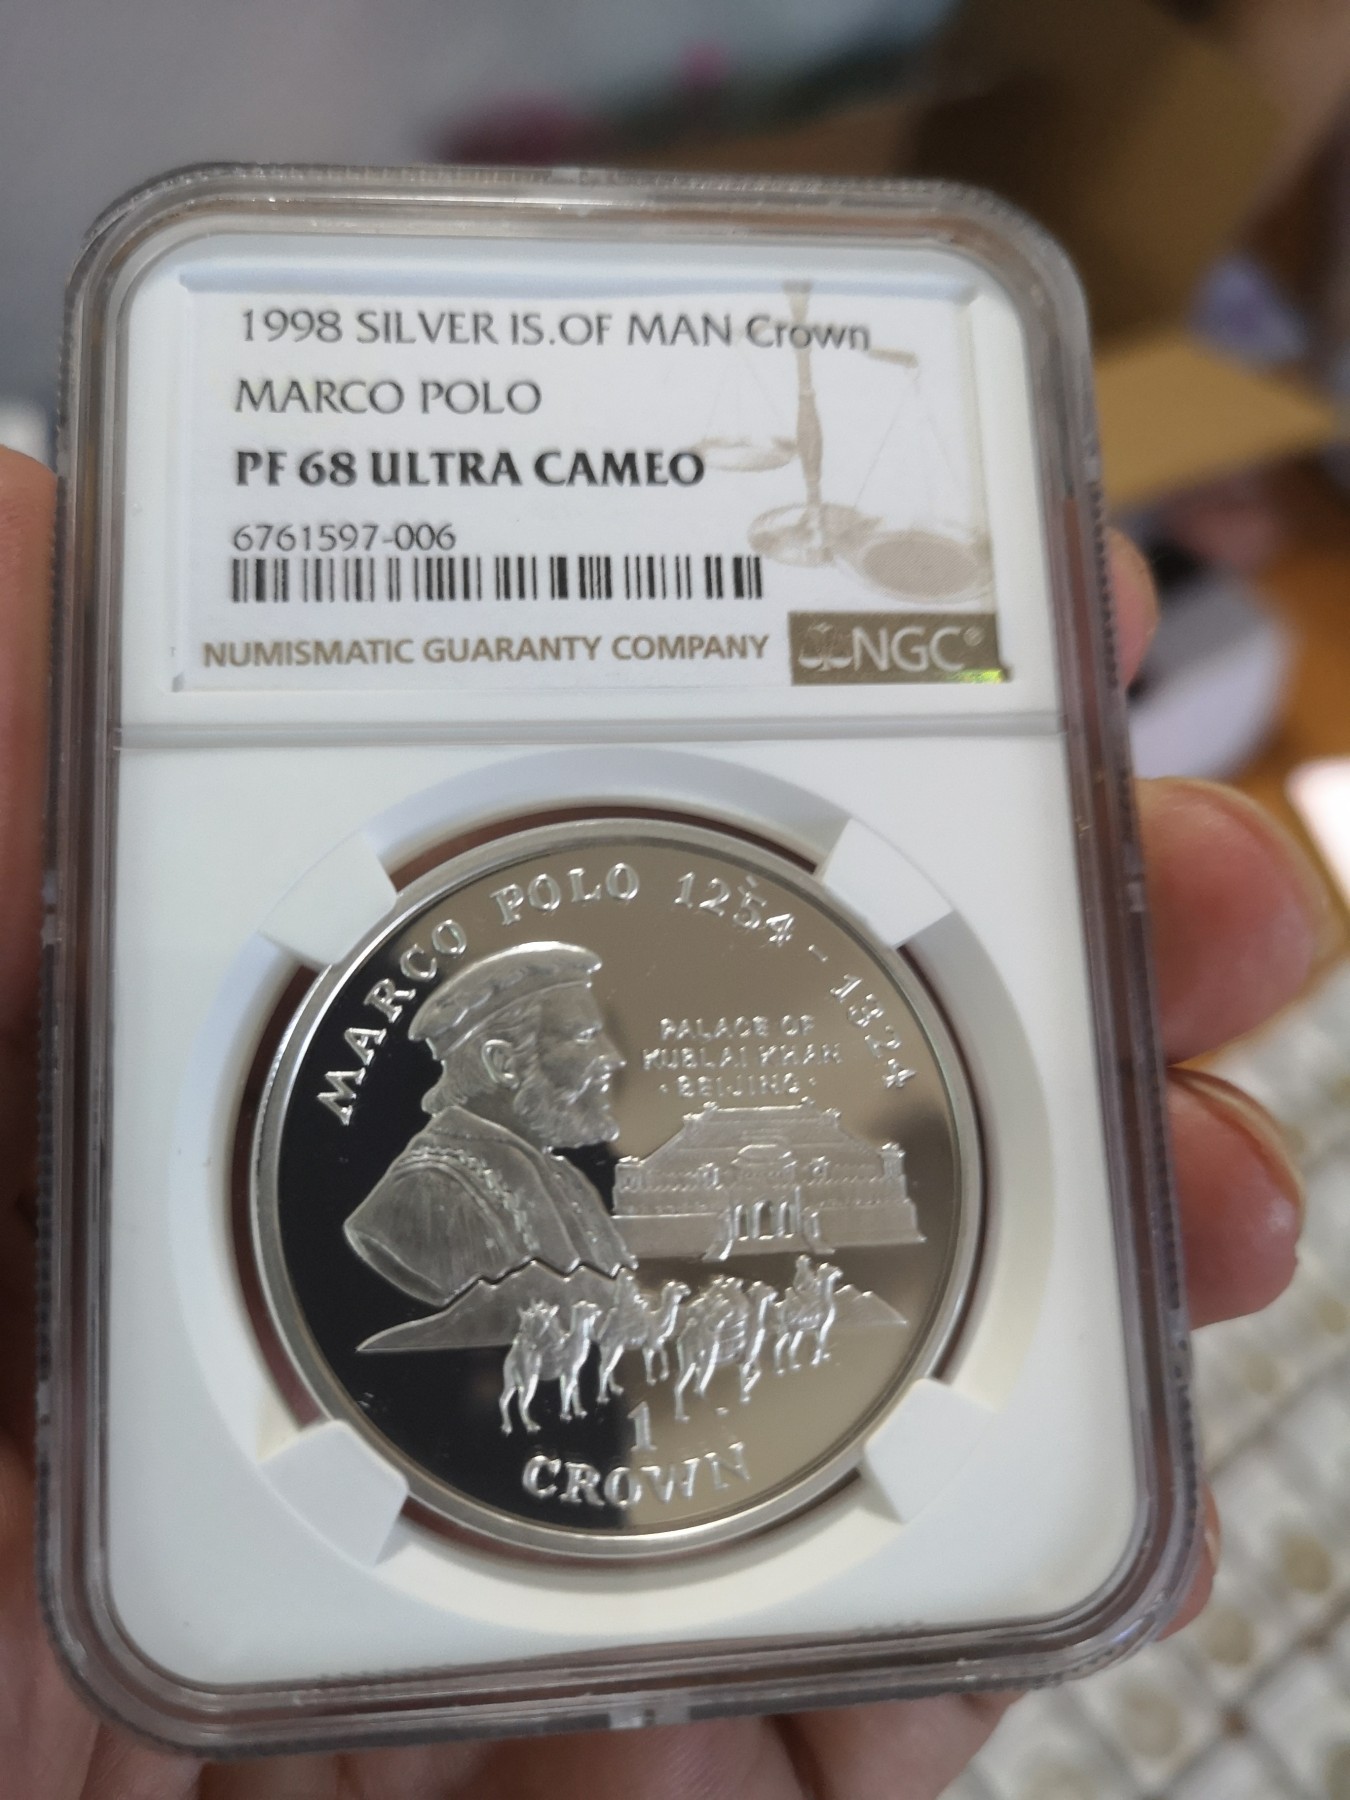 1998 SILVER IS.OF MAN Crown
MARCO POLO
PF 68 ULTRA CAMEO
6761597-006
NUMISMATIC GUARANTY COMPANY
NGC®
MARCO POLO 1254 - 1324
PALACE OF
KUBLAI KHAN
· BEIJING ·
1
CROWN